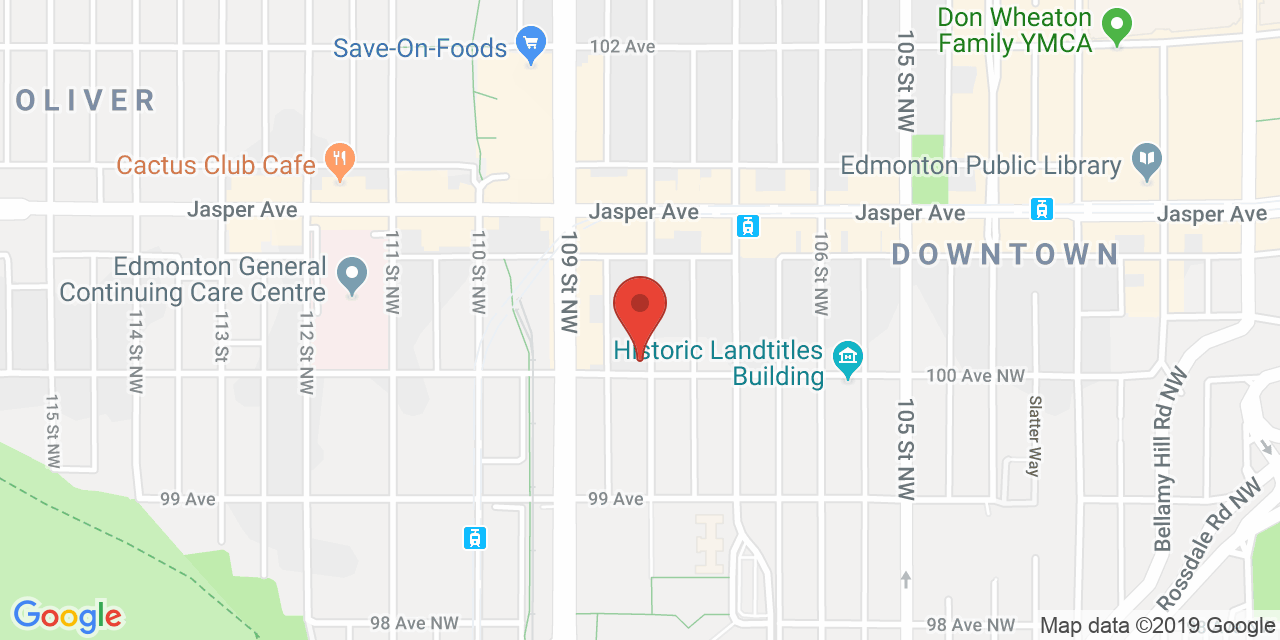 Don Wheaton
Family YMCA
105 St NW
Save-On-Foods
102 Ave
OLIVER
Cactus Club Cafe
Edmonton Public Library
Jasper Ave
Jasper Ave
Jasper Ave
Jasper Ave
DOWNTOWN
111 St NW
110 St NW
109 St NW
106 St NW
Edmonton General
Continuing Care Centre
114 St NW
113 St
112 St NW
Historic Landtitles
Building
100 Ave NW
115 St NW
105 St NW
Slatter Way
Bellamy Hill Rd NW
99 Ave
99 Ave
Rossdale Rd NW
Google
98 Ave NW
98 Ave NW
Map data ©2019 Google